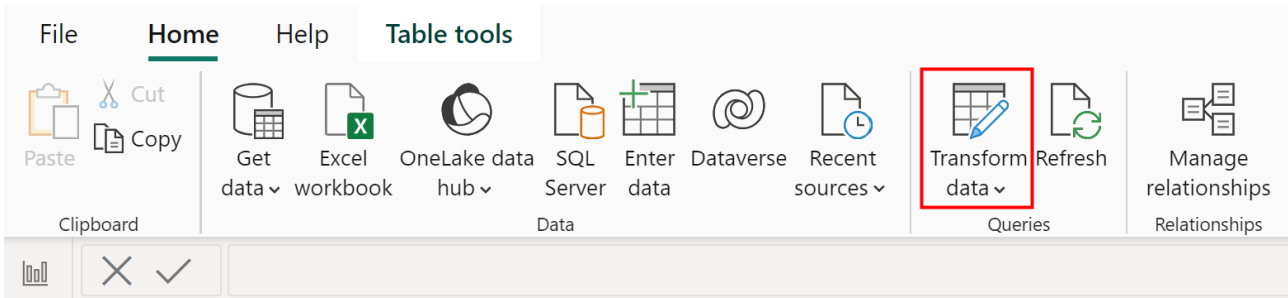 File Home Help Table tools
Paste
Cut
Copy
Clipboard
Get
data
Excel
workbook
OneLake data
hub
SQL
Server
Enter
data
Dataverse
Recent
sources
Data
Transform
data
Refresh
Queries
Manage
relationships
Relationships